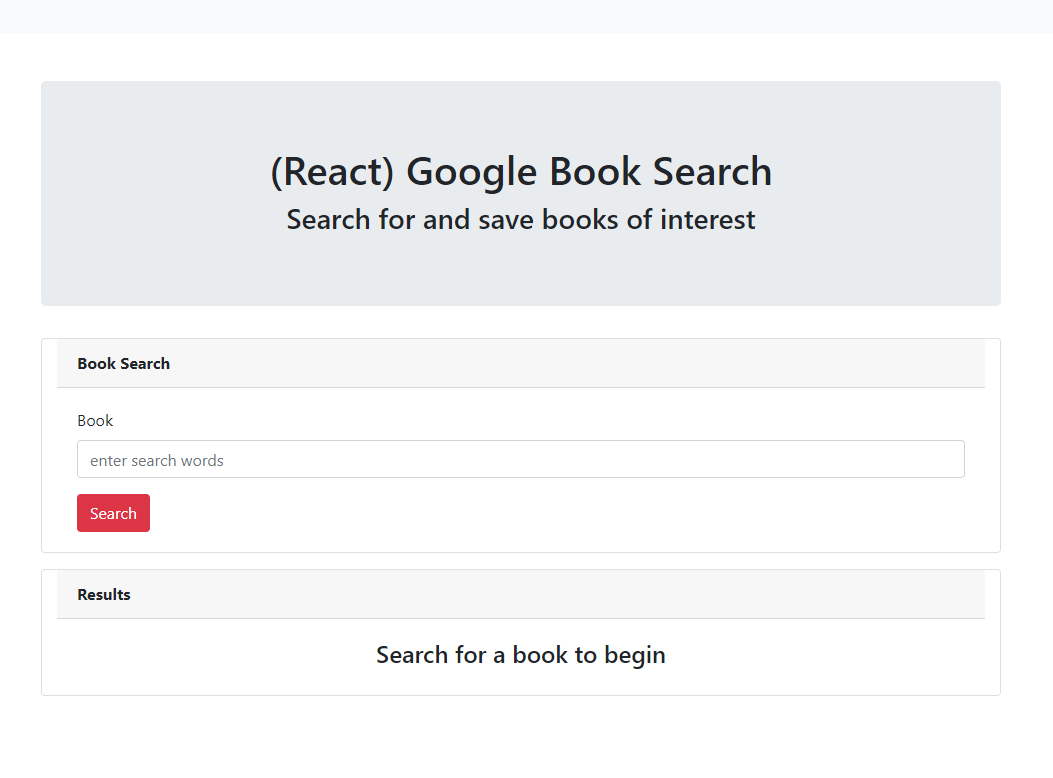 (React) Google Book Search
Search for and save books of interest
Book Search
Book
enter search words
Search
Results
Search for a book to begin